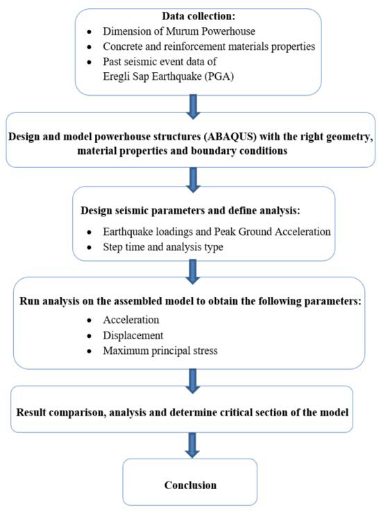 Data collection:
• Dimension of Murum Powerhouse
• Concrete and reinforcement materials properties
• Past seismic event data of
Eregli Sap Earthquake (PGA)
Design and model powerhouse structures (ABAQUS) with the right geometry,
material properties and boundary conditions
Design seismic parameters and define analysis:
• Earthquake loadings and Peak Ground Acceleration
• Step time and analysis type
Run analysis on the assembled model to obtain the following parameters:
• Acceleration
• Displacement
• Maximum principal stress
Result comparison, analysis and determine critical section of the model
Conclusion